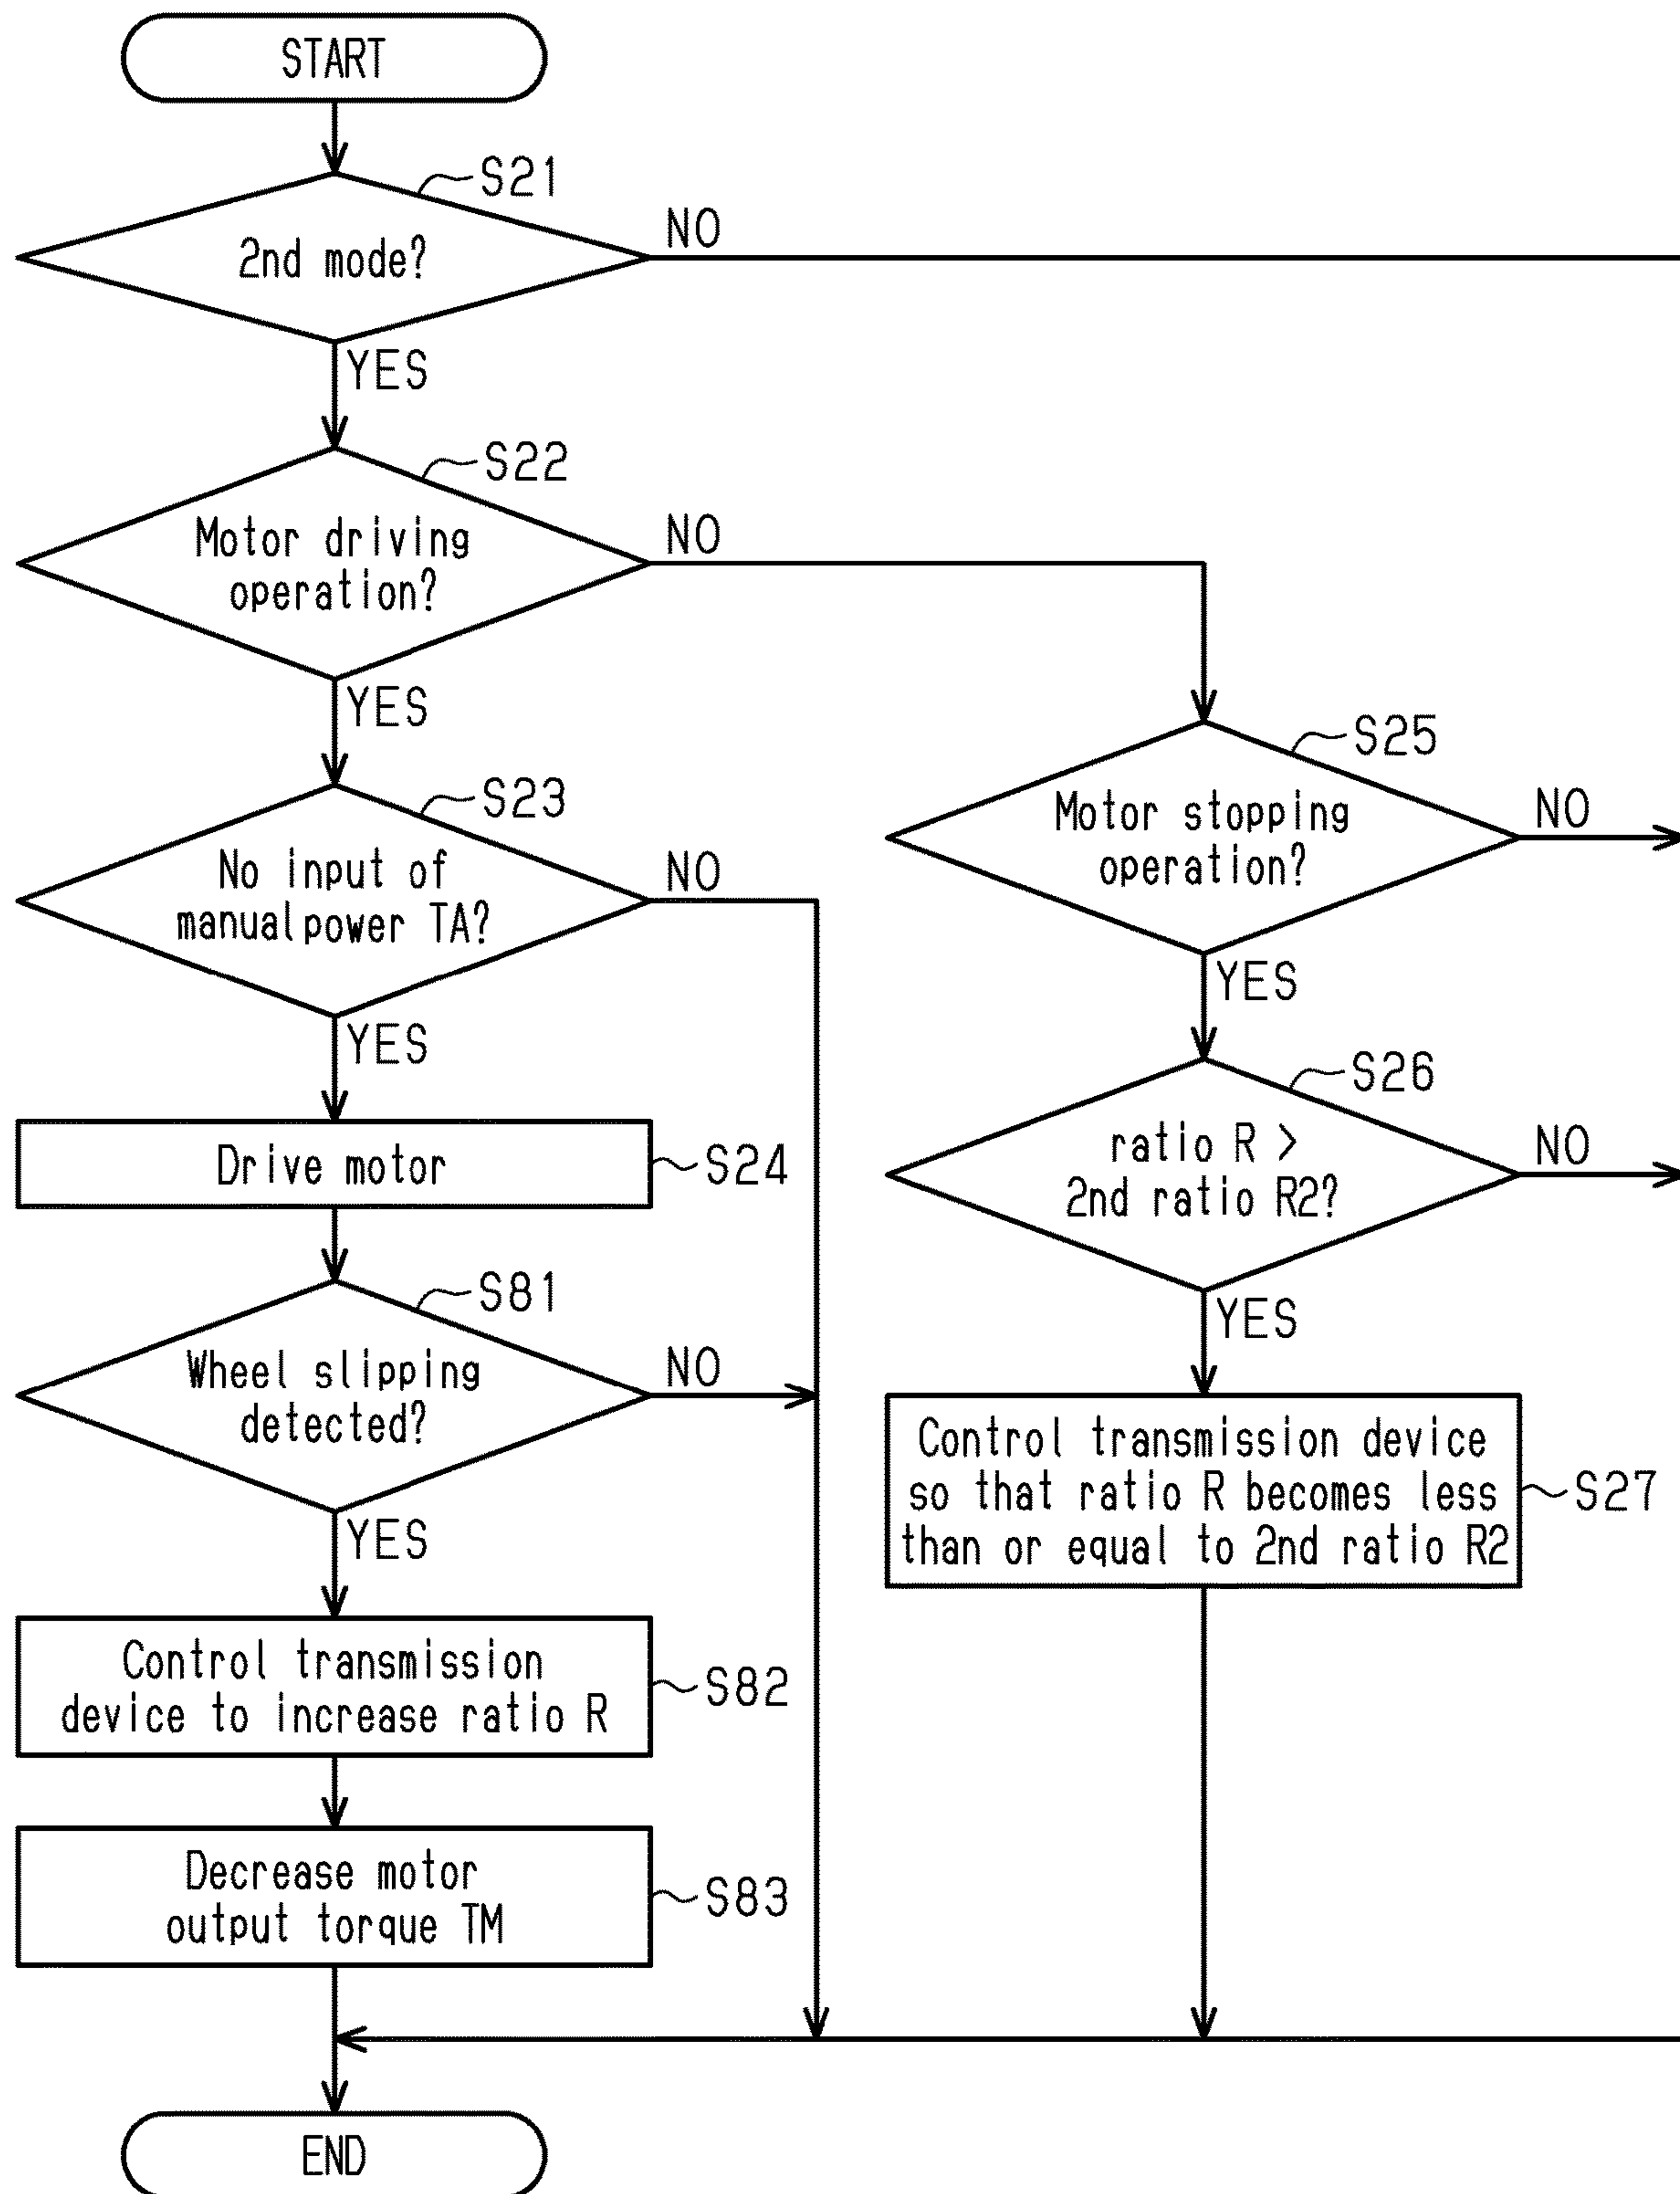 START
S21
2nd mode?
NO
YES
S22
Motor driving
operation?
NO
YES
S23
No input of
manual power TA?
NO
YES
Drive motor
S24
S81
Wheel slipping
detected?
NO
YES
Control transmission
device to increase ratio R
S82
Decrease motor
output torque TM
S83
END
S25
Motor stopping
operation?
NO
YES
S26
ratio R >
2nd ratio R2?
NO
YES
Control transmission device
so that ratio R becomes less
than or equal to 2nd ratio R2
S27